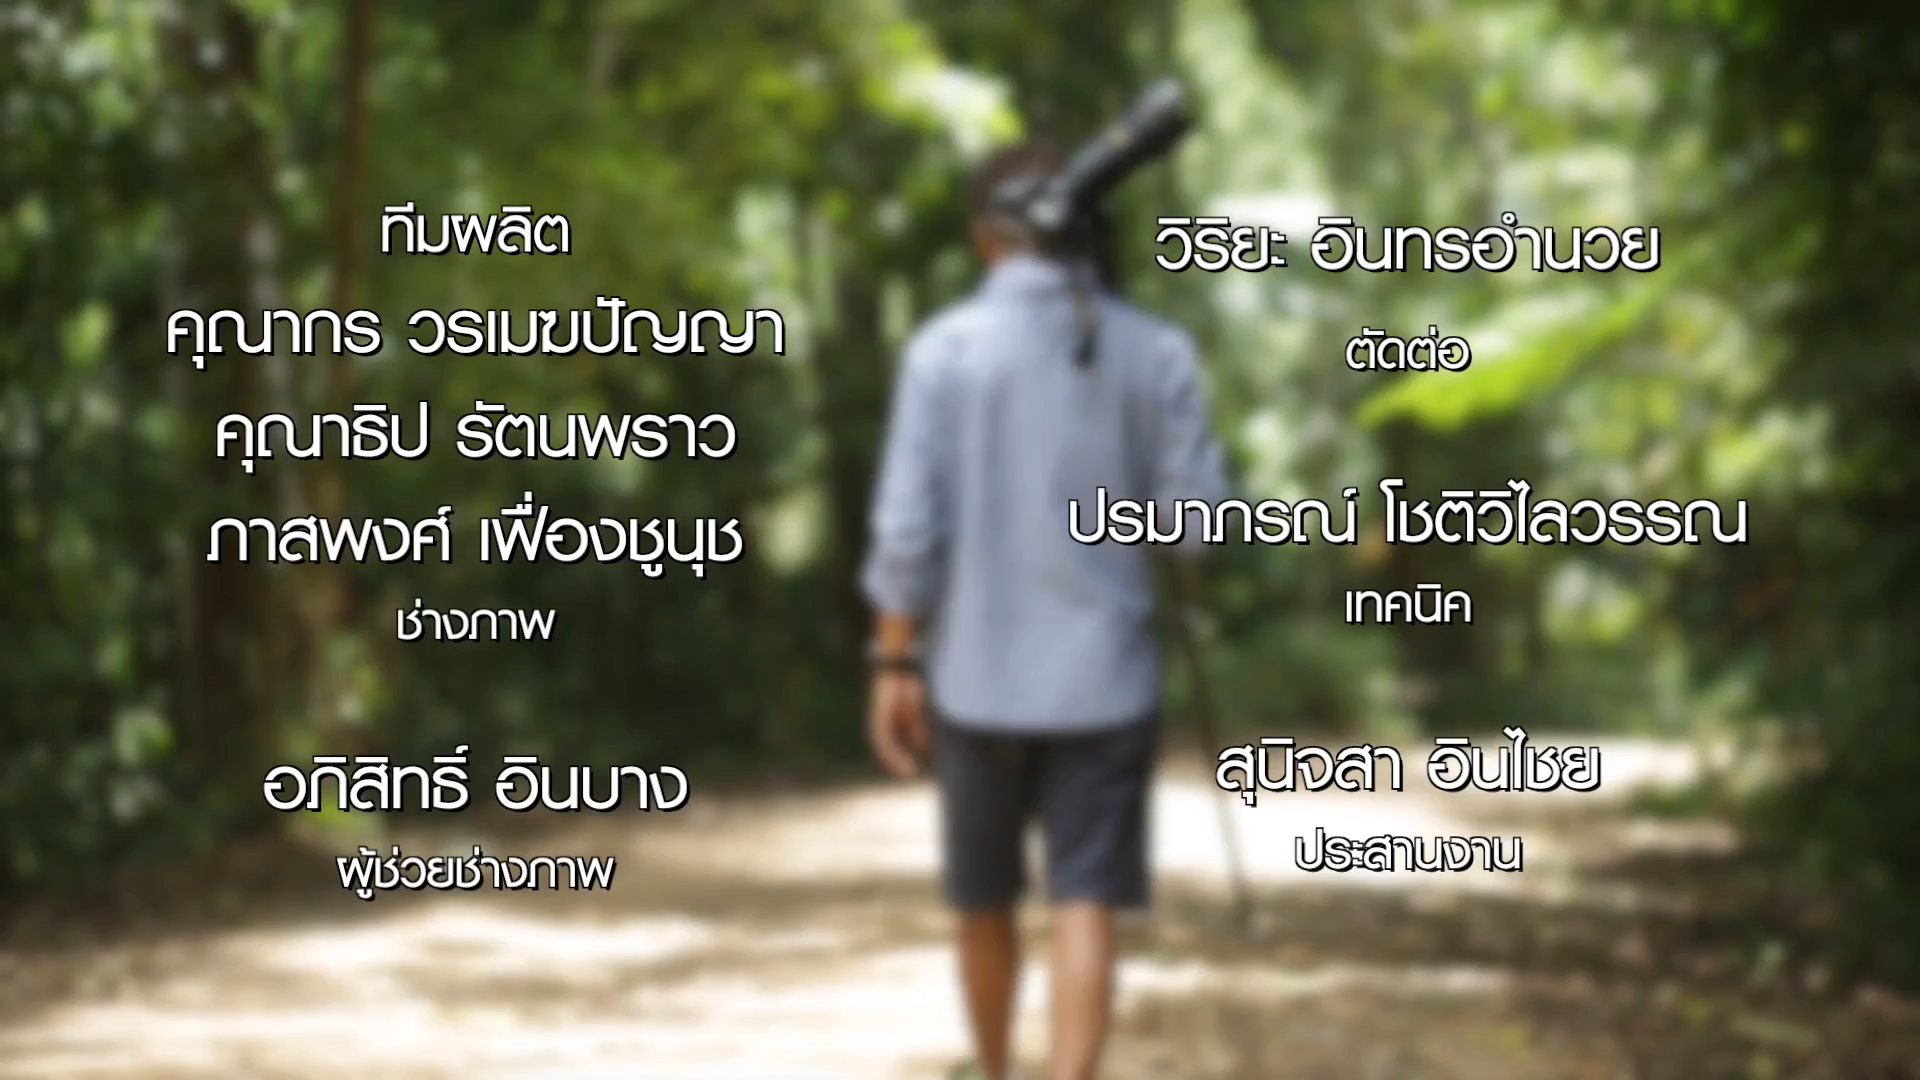 ทีมผลิต
คุณากร วรเมฆปัญญา
คุณาธิป รัตนพราว
ภาสพงศ์ เฟื่องชูนุช
ช่างภาพ
อภิสิทธิ์ อินบาง
ผู้ช่วยช่างภาพ
วิริยะ อินทรอำนวย
ตัดต่อ
ปรมาภรณ์ โชติวิไลวรรณ
เทคนิค
สุนิจสา อินไชย
ประสานงาน